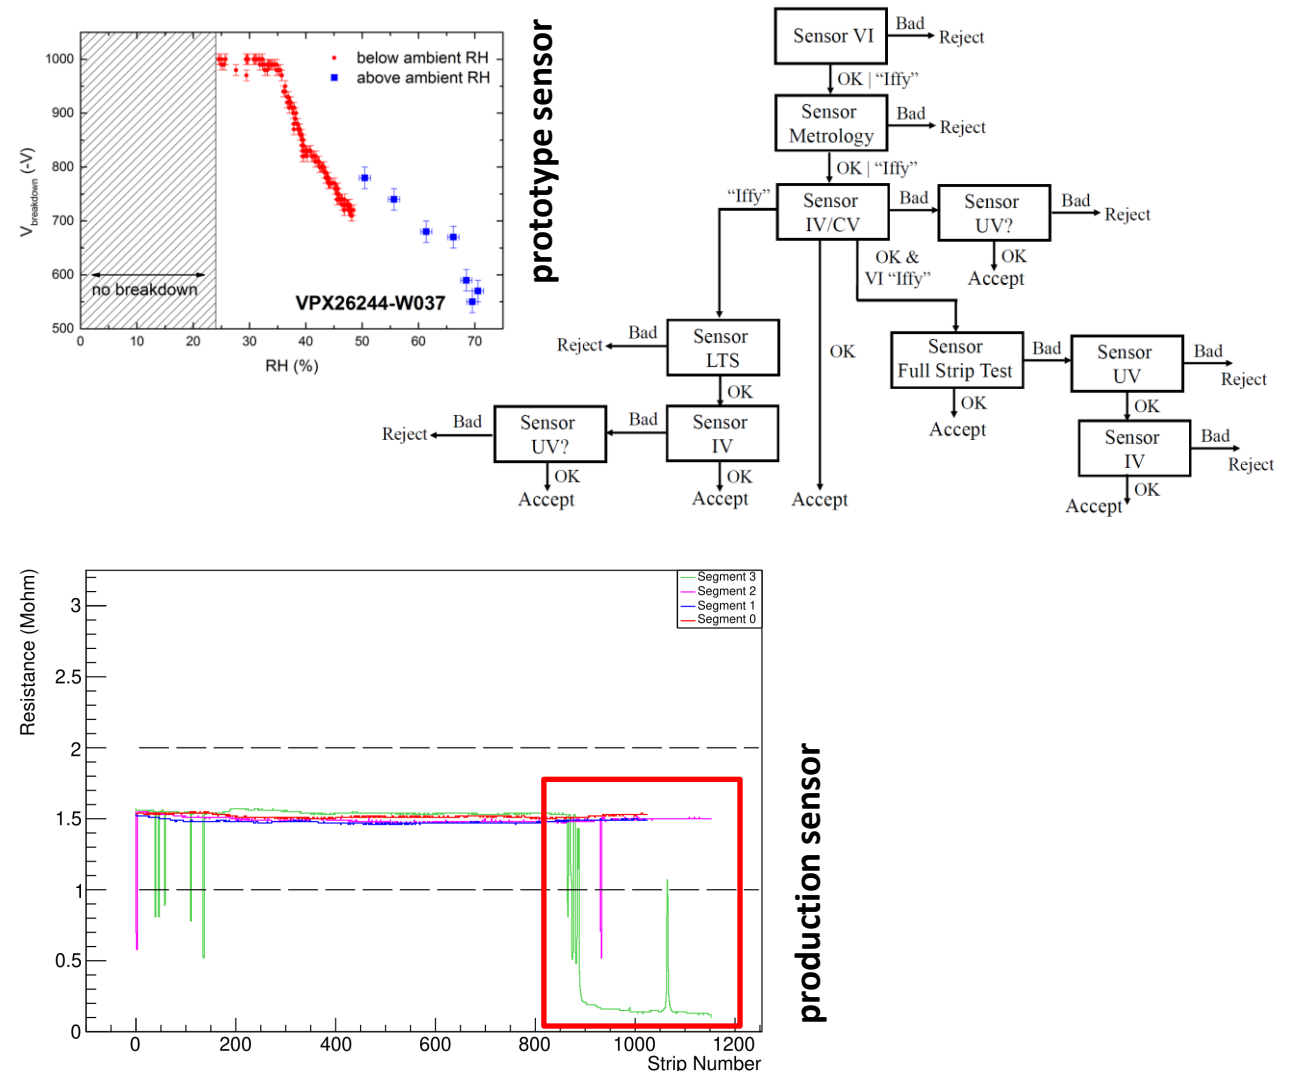 1000
900
800
700
600
500
V_breakdown (-V)
0 10 20 30 40 50 60 70
RH (%)
below ambient RH
above ambient RH
no breakdown
VPX26244-W037
prototype sensor
Sensor VI
Bad
Reject
OK | “Iffy”
Sensor
Metrology
Bad
Reject
OK | “Iffy”
“Iffy”
Sensor
IV/CV
Bad
Sensor
UV?
Bad
Reject
OK
Accept
OK &
VI “Iffy”
OK
Accept
Sensor
LTS
Bad
Reject
OK
Sensor
IV
Bad
Sensor
UV?
Bad
Reject
OK
Accept
OK
Accept
Sensor
Full Strip Test
Bad
OK
Accept
Sensor
UV
Bad
Reject
OK
Sensor
IV
Bad
Reject
OK
Accept
Resistance (Mohm)
3
2.5
2
1.5
1
0.5
0
0 200 400 600 800 1000 1200
Strip Number
Segment 3
Segment 2
Segment 1
Segment 0
production sensor